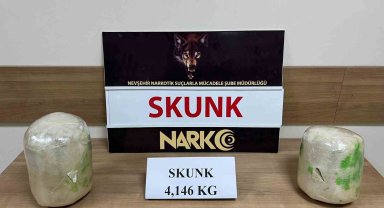 NEVŞEHİR NARKOTİK SUÇLARLA MÜCADELE ŞUBE MÜDÜRLÜĞÜ
SKUNK
NARKO
SKUNK
4,146 KG